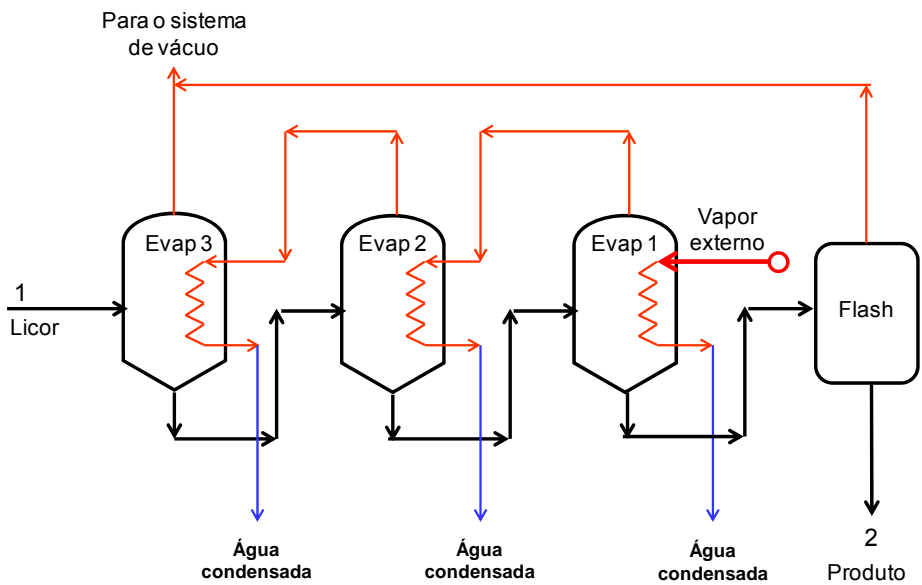 Para o sistema
de vácuo
Evap 3
Evap 2
Evap 1
Vapor
externo
1
Licor
Flash
Água
condensada
Água
condensada
Água
condensada
2
Produto